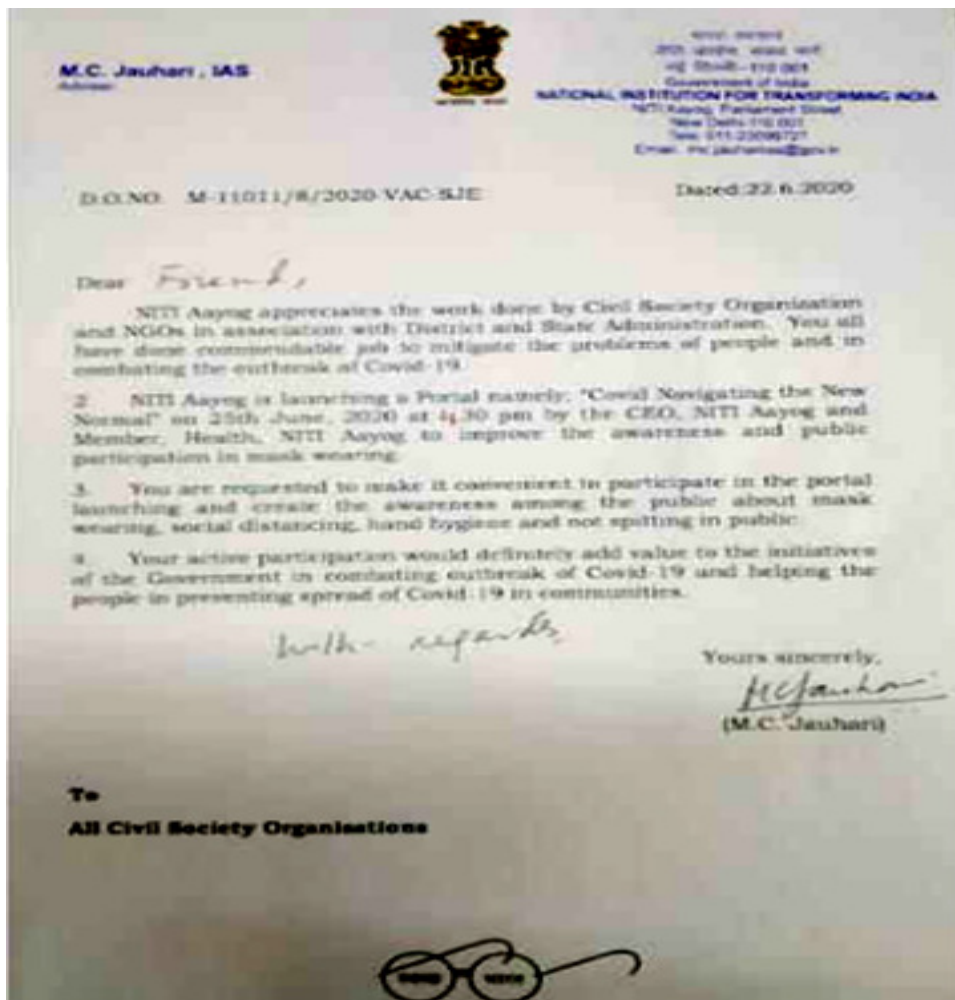 M.C. Jauhari, IAS
Adviser
Government of India
NATIONAL INSTITUTION FOR TRANSFORMING INDIA
NITI Aayog, Parliament Street
New Delhi-110 001
D.O.NO. M-11011/8/2020-VAC-SJE
Dated:22.6.2020
Dear Friend,
NITI Aayog appreciates the work done by Civil Society Organisation
and NGOs in association with District and State Administration. You all
have done commendable job to mitigate the problems of people and in
combating the outbreak of Covid-19.
2. NITI Aayog is launching a Portal namely, "Covid Navigating the New
Normal" on 25th June, 2020 at 4.30 pm by the CEO, NITI Aayog and
Member, Health, NITI Aayog to improve the awareness and public
participation in mask wearing.
3. You are requested to make it convenient to participate in the portal
launching and create the awareness among the public about mask
wearing, social distancing, hand hygiene and not spitting in public.
4. Your active participation would definitely add value to the initiatives
of the Government in combating outbreak of Covid-19 and helping the
people in presenting spread of Covid-19 in communities.
with regards
Yours sincerely,
(M.C. Jauhari)
To
All Civil Society Organisations